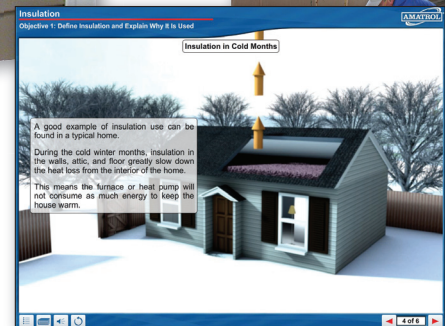 Insulation
Objective 1: Define Insulation and Explain Why It Is Used
AMATROL
Insulation in Cold Months
A good example of insulation use can be
found in a typical home.
During the cold winter months, insulation in
the walls, attic, and floor greatly slow down
the heat loss from the interior of the home.
This means the furnace or heat pump will
not consume as much energy to keep the
house warm.
4 of 6